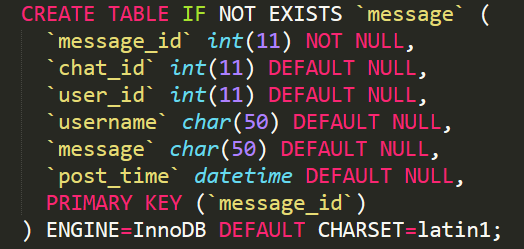 CREATE TABLE IF NOT EXISTS `message` (
`message_id` int(11) NOT NULL,
`chat_id` int(11) DEFAULT NULL,
`user_id` int(11) DEFAULT NULL,
`username` char(50) DEFAULT NULL,
`message` char(50) DEFAULT NULL,
`post_time` datetime DEFAULT NULL,
PRIMARY KEY (`message_id`)
) ENGINE=InnoDB DEFAULT CHARSET=latin1;